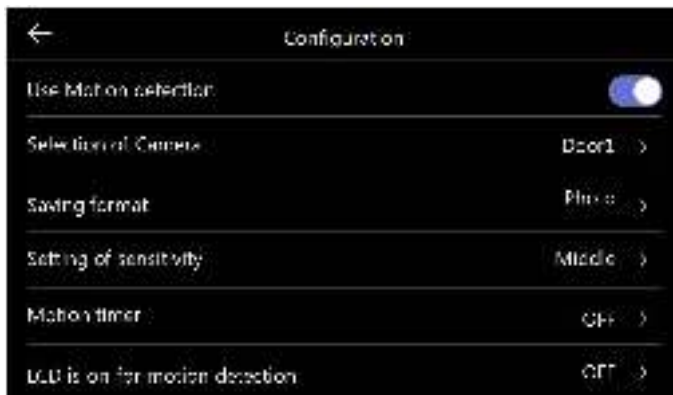 Configuration
Use Motion detection
Selection of Camera Door1 >
Saving format Photo >
Setting of sensitivity Middle >
Motion timer OFF >
LCD is on for motion detection OFF >